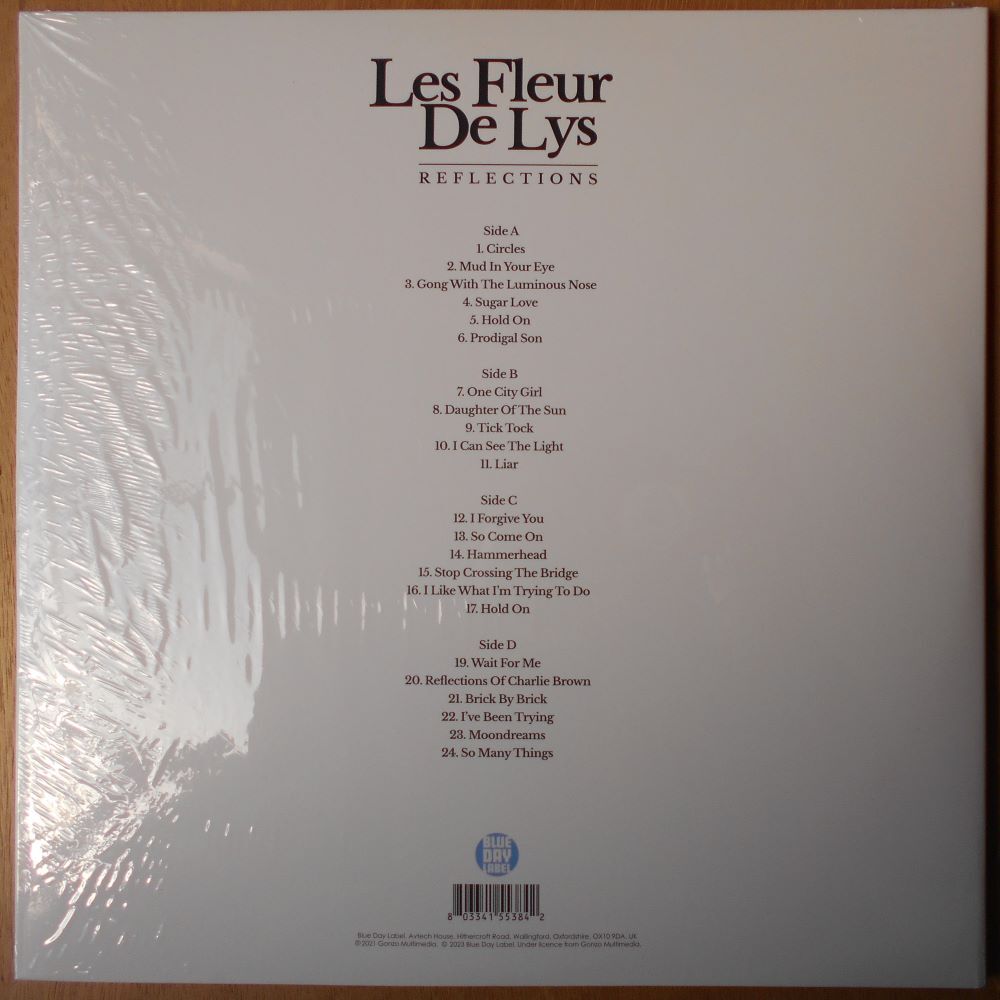 Les Fleur
De Lys
REFLECTIONS
Side A
1. Circles
2. Mud In Your Eye
3. Gong With The Luminous Nose
4. Sugar Love
5. Hold On
6. Prodigal Son
Side B
7. One City Girl
8. Daughter Of The Sun
9. Tick Tock
10. I Can See The Light
11. Liar
Side C
12. I Forgive You
13. So Come On
14. Hammerhead
15. Stop Crossing The Bridge
16. I Like What I'm Trying To Do
17. Hold On
Side D
19. Wait For Me
20. Reflections Of Charlie Brown
21. Brick By Brick
22. I've Been Trying
23. Moondreams
24. So Many Things
BLUE
DAY
LABEL
8 03341 55384 2
Blue Day Label, Avtech House, Hithercroft Road, Wallingford, Oxfordshire, OX10 9DA. UK
℗ 2021 Gonzo Multimedia. © 2023 Blue Day Label. Under licence from Gonzo Multimedia.